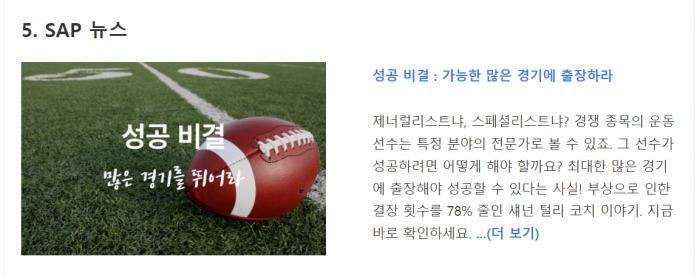 5. SAP 뉴스
성공 비결
많은 경기를 뛰어라
성공 비결 : 가능한 많은 경기에 출장하라
제너럴리스트냐, 스페셜리스트냐? 경쟁 종목의 운동
선수는 특정 분야의 전문가로 볼 수 있죠. 그 선수가
성공하려면 어떻게 해야 할까요? 최대한 많은 경기
에 출장해야 성공할 수 있다는 사실! 부상으로 인한
결장 횟수를 78% 줄인 섀넌 털리 코치 이야기. 지금
바로 확인하세요. ...(더 보기)